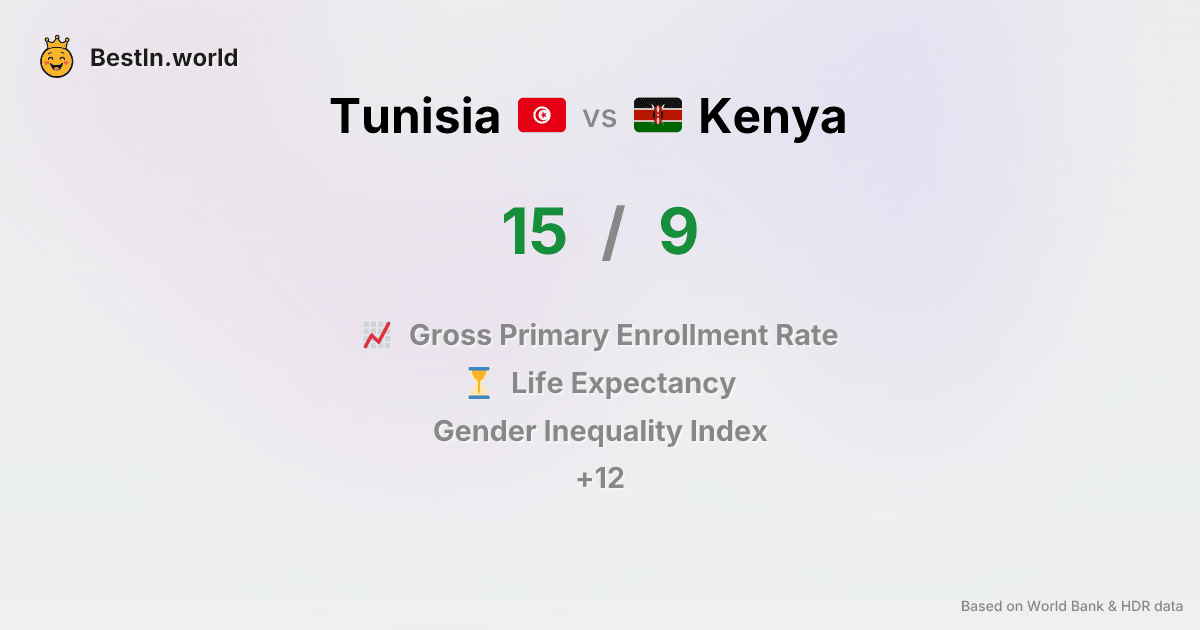 BestIn.world
Tunisia vs Kenya
15 / 9
Gross Primary Enrollment Rate
Life Expectancy
Gender Inequality Index
+12
Based on World Bank & HDR data